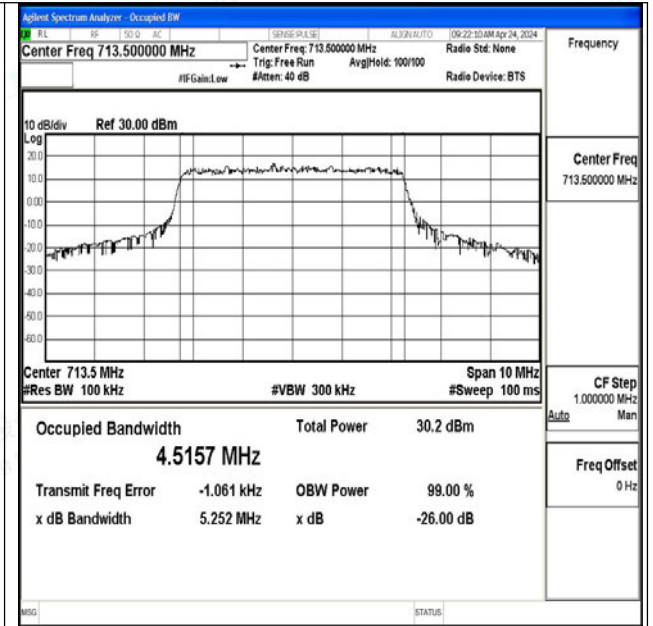 Agilent Spectrum Analyzer - Occupied BW
RL RF 50 Ω AC SENSE:PULSE ALIGN AUTO 09:22:10 AM Apr 24, 2024
Center Freq 713.500000 MHz
Center Freq: 713.500000 MHz
Radio Std: None
Trig: Free Run Avg|Hold: 100/100
#IFGain:Low #Atten: 40 dB Radio Device: BTS
Frequency
10 dB/div Ref 30.00 dBm
Log
20.0
10.0
0.00
-10.0
-20.0
-30.0
-40.0
-50.0
-60.0
Center Freq
713.500000 MHz
Center 713.5 MHz Span 10 MHz
#Res BW 100 kHz #VBW 300 kHz #Sweep 100 ms
CF Step
1.000000 MHz
Auto Man
Occupied Bandwidth Total Power 30.2 dBm
4.5157 MHz
Transmit Freq Error -1.061 kHz OBW Power 99.00 %
x dB Bandwidth 5.252 MHz x dB -26.00 dB
Freq Offset
0 Hz
MSG STATUS